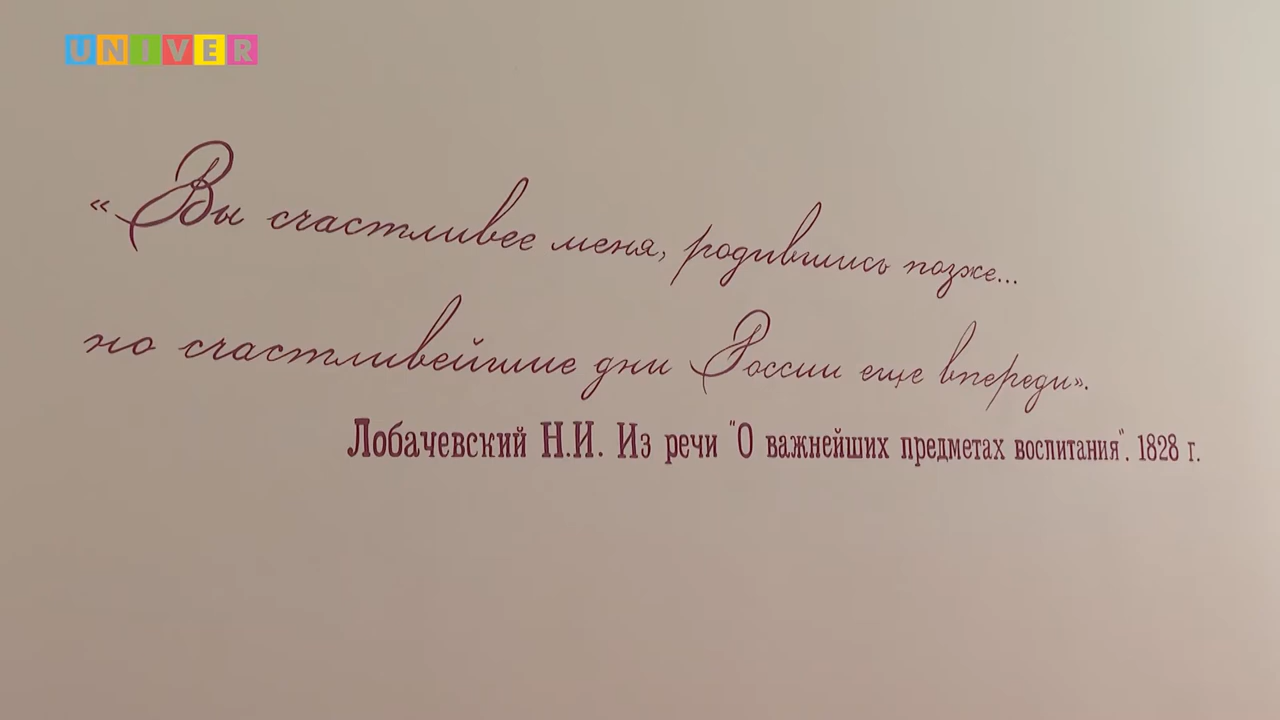 UNIVER
«Вы счастливее меня, родившись позже...
но счастливейшие дни России еще впереди».
Лобачевский Н.И. Из речи "О важнейших предметах воспитания". 1828 г.